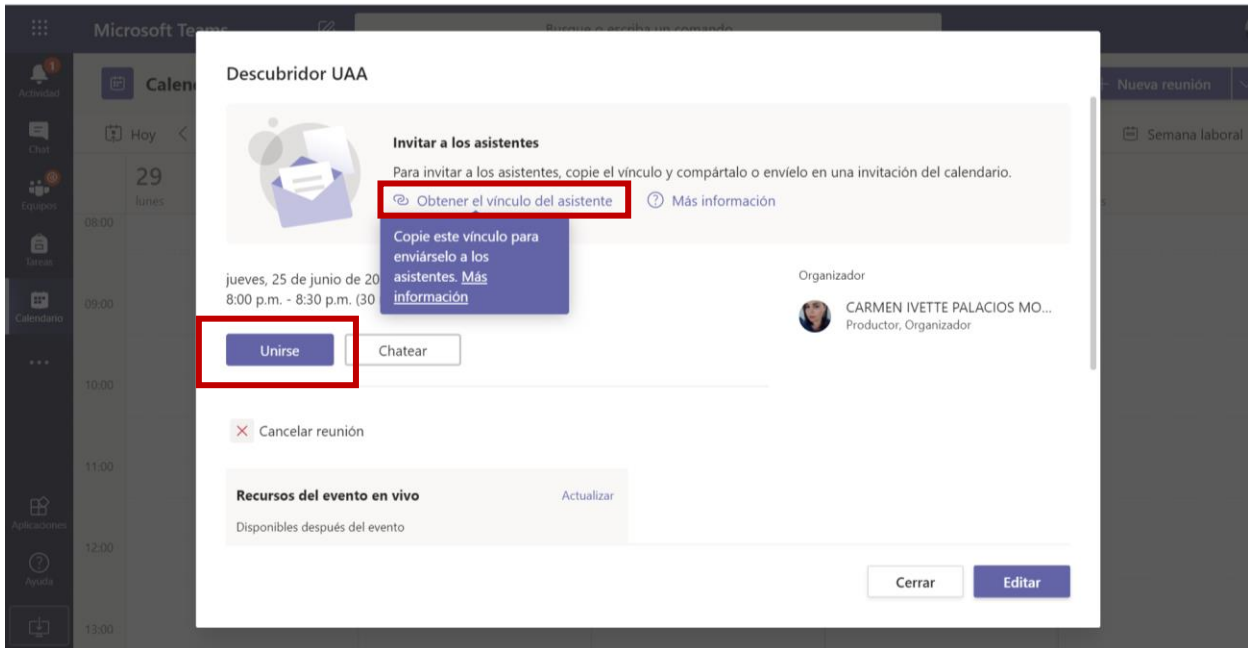 Microsoft Teams
Busque o escriba un comando
1
Actividad
Chat
Equipos
Tareas
Calendario
Aplicaciones
Ayuda
Calen
Nueva reunión
Hoy
Semana laboral
29
lunes
08:00
09:00
10:00
11:00
12:00
13:00
Descubridor UAA
Invitar a los asistentes
Para invitar a los asistentes, copie el vínculo y compártalo o envíelo en una invitación del calendario.
Obtener el vínculo del asistente
Más información
Copie este vínculo para
enviárselo a los
asistentes. Más
información
jueves, 25 de junio de 20
8:00 p.m. - 8:30 p.m. (30
Organizador
CARMEN IVETTE PALACIOS MO...
Productor, Organizador
Unirse
Chatear
Cancelar reunión
Recursos del evento en vivo
Actualizar
Disponibles después del evento
Cerrar
Editar